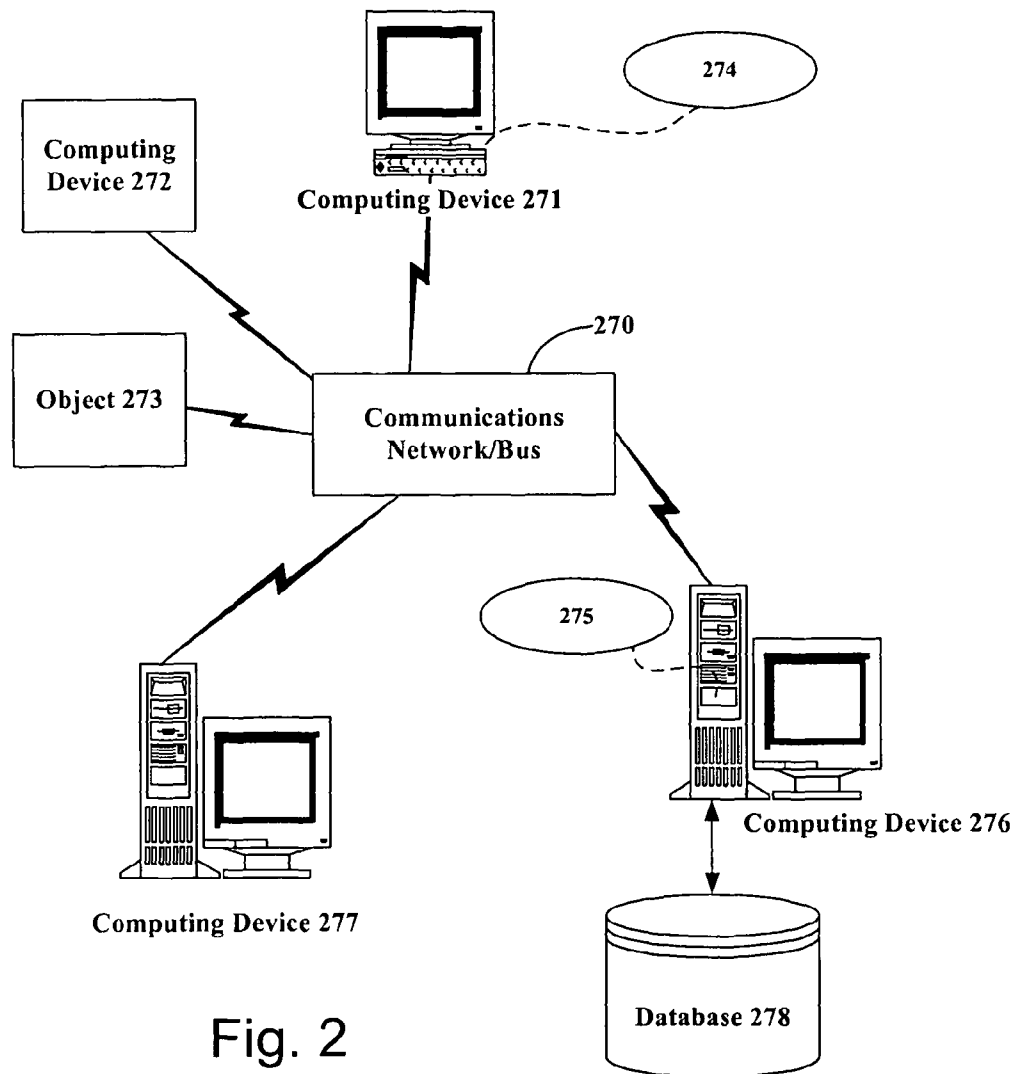 274
Computing
Device 272
Computing Device 271
270
Object 273
Communications
Network/Bus
275
Computing Device 276
Computing Device 277
Database 278
Fig. 2